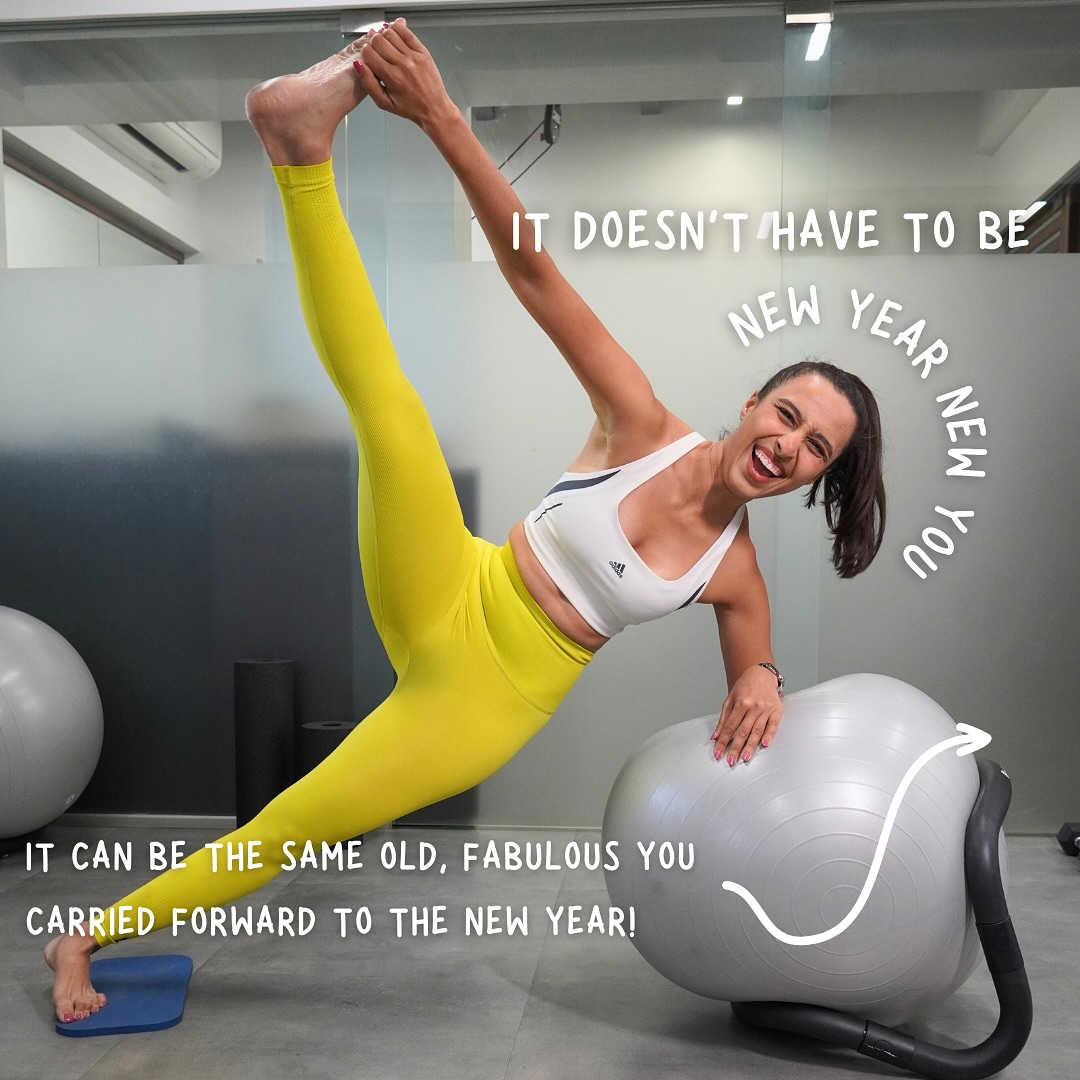 IT DOESN'T HAVE TO BE
NEW YEAR NEW YOU
adidas
IT CAN BE THE SAME OLD, FABULOUS YOU
CARRIED FORWARD TO THE NEW YEAR!